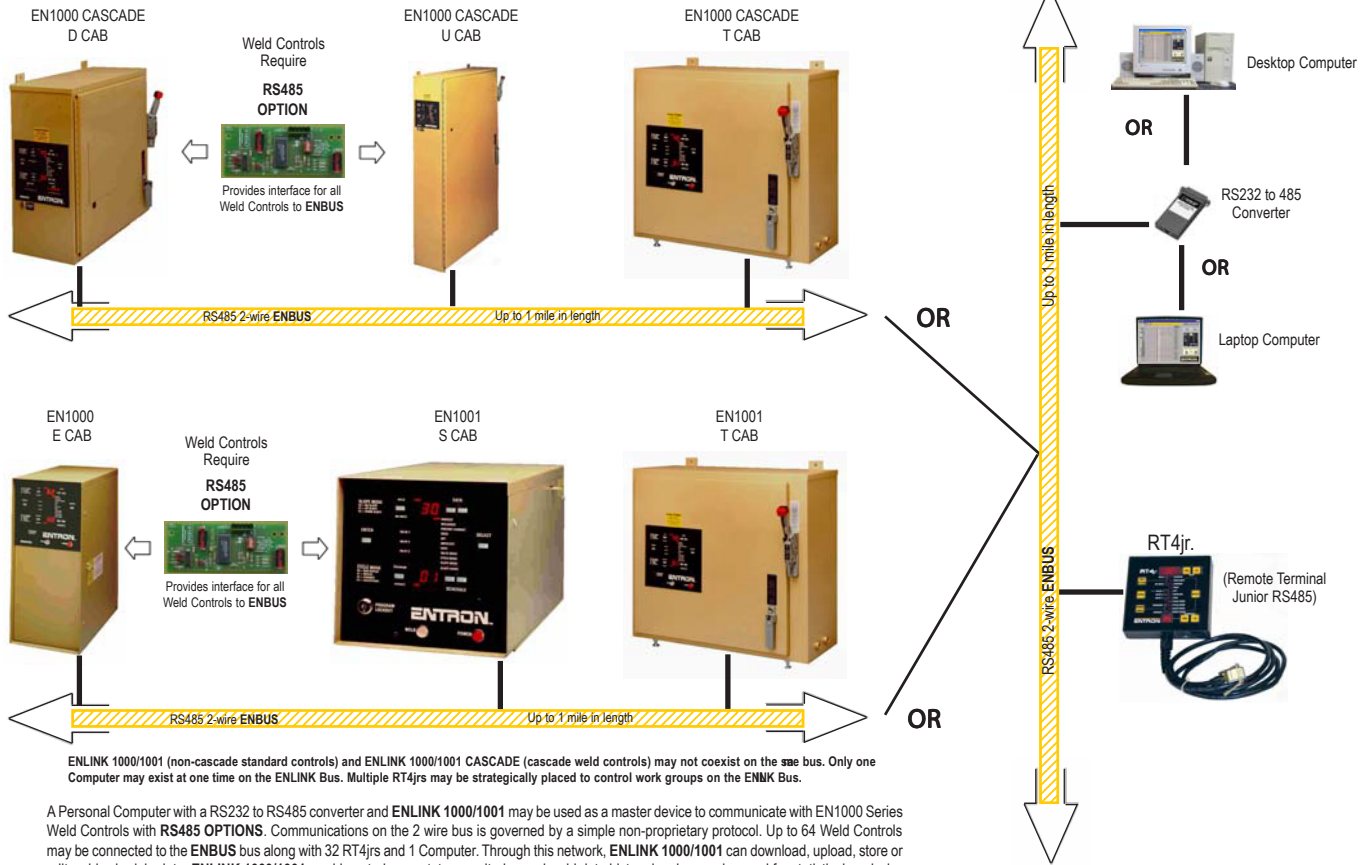 EN1000 CASCADE
D CAB
Weld Controls
Require
RS485
OPTION
Provides interface for all
Weld Controls to ENBUS
EN1000 CASCADE
U CAB
EN1000 CASCADE
T CAB
RS485 2-wire ENBUS
Up to 1 mile in length
OR
EN1000
E CAB
Weld Controls
Require
RS485
OPTION
Provides interface for all
Weld Controls to ENBUS
EN1001
S CAB
ENTRON
EN1001
T CAB
RS485 2-wire ENBUS
Up to 1 mile in length
OR
Desktop Computer
OR
RS232 to 485
Converter
OR
Laptop Computer
Up to 1 mile in length
RS485 2-wire ENBUS
RT4jr.
(Remote Terminal
Junior RS485)
ENLINK 1000/1001 (non-cascade standard controls) and ENLINK 1000/1001 CASCADE (cascade weld controls) may not coexist on the bus. Only one
Computer may exist at one time on the ENLINK Bus. Multiple RT4jrs may be strategically placed to control work groups on the Bus.
A Personal Computer with a RS232 to RS485 converter and ENLINK 1000/1001 may be used as a master device to communicate with EN1000 Series
Weld Controls with RS485 OPTIONS. Communications on the 2 wire bus is governed by a simple non-proprietary protocol. Up to 64 Weld Controls
may be connected to the ENBUS bus along with 32 RT4jrs and 1 Computer. Through this network, ENLINK 1000/1001 can download, upload, store or